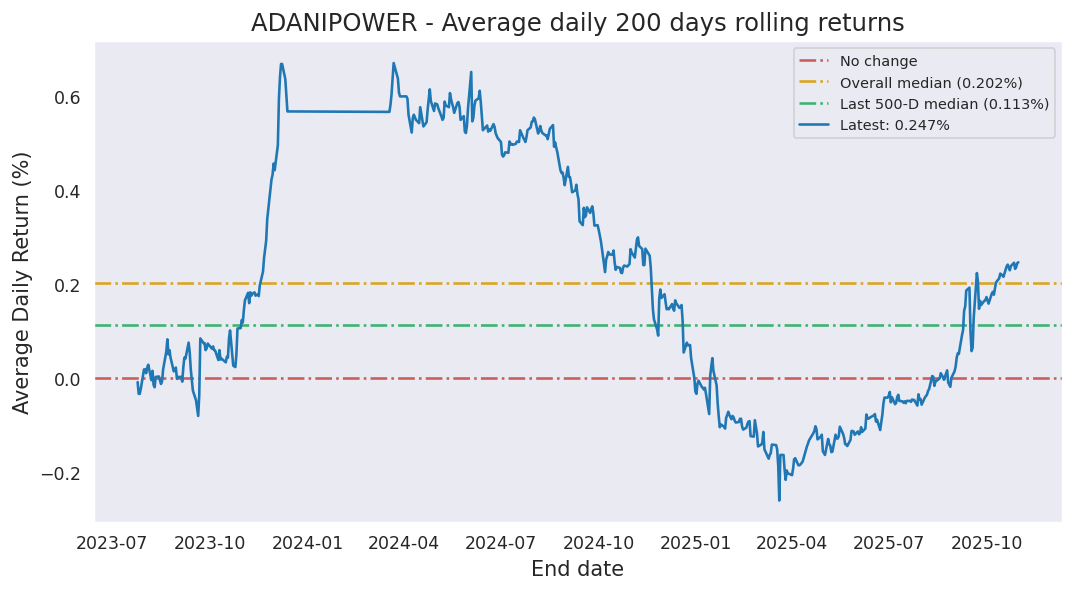 ADANIPOWER - Average daily 200 days rolling returns
No change
Overall median (0.202%)
Last 500-D median (0.113%)
Latest: 0.247%
Average Daily Return (%)
0.6
0.4
0.2
0.0
−0.2
2023-07 2023-10 2024-01 2024-04 2024-07 2024-10 2025-01 2025-04 2025-07 2025-10
End date